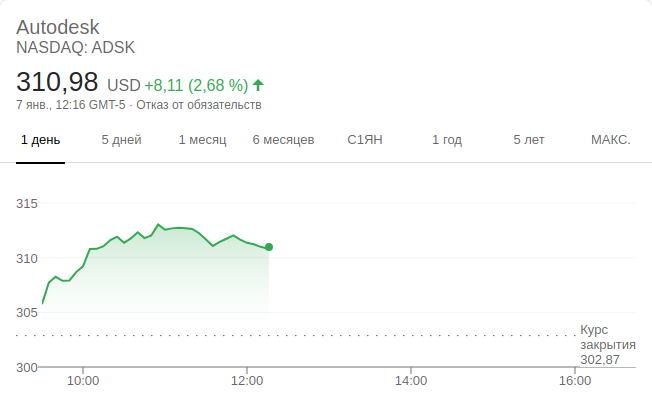 Autodesk
NASDAQ: ADSK
310,98 USD +8,11 (2,68 %)
7 янв., 12:16 GMT-5 · Отказ от обязательств
1 день 5 дней 1 месяц 6 месяцев С1ЯН 1 год 5 лет МАКС.
315
310
305
300
Курс
закрытия
302,87
10:00 12:00 14:00 16:00